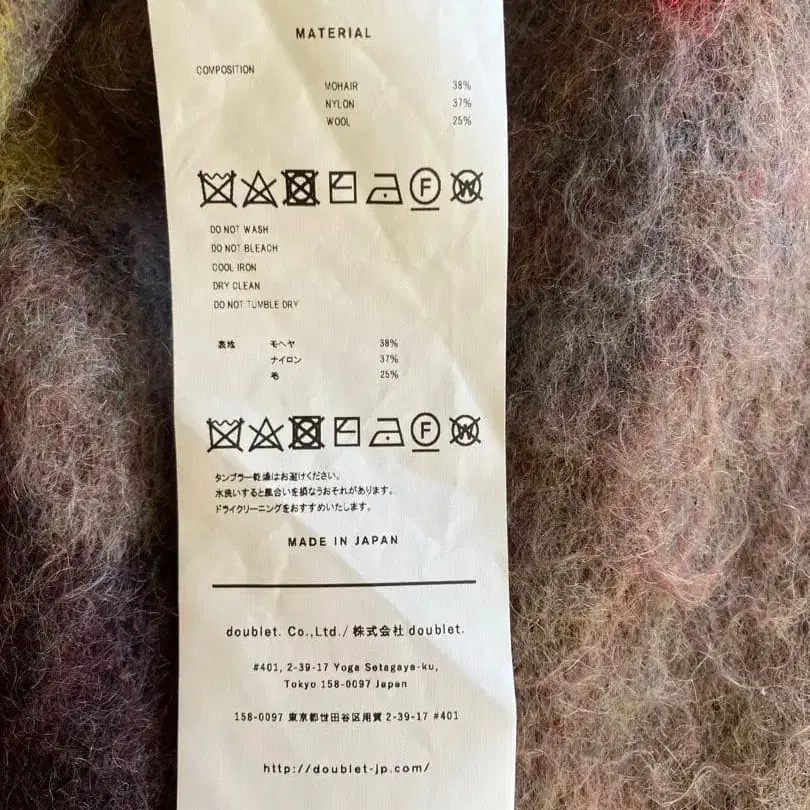 MATERIAL
COMPOSITION
MOHAIR 38%
NYLON 37%
WOOL 25%
F W
DO NOT WASH
DO NOT BLEACH
COOL IRON
DRY CLEAN
DO NOT TUMBLE DRY
表地 モヘヤ 38%
ナイロン 37%
毛 25%
F W
タンブラー乾燥はお避けください。
水洗いすると風合いを損なうおそれがあります。
ドライクリーニングをおすすめいたします。
MADE IN JAPAN
doublet. Co.,Ltd./ 株式会社 doublet.
#401, 2-39-17 Yoga Setagaya-ku,
Tokyo 158-0097 Japan
158-0097 東京都世田谷区用賀 2-39-17 #401
http://doublet-jp.com/